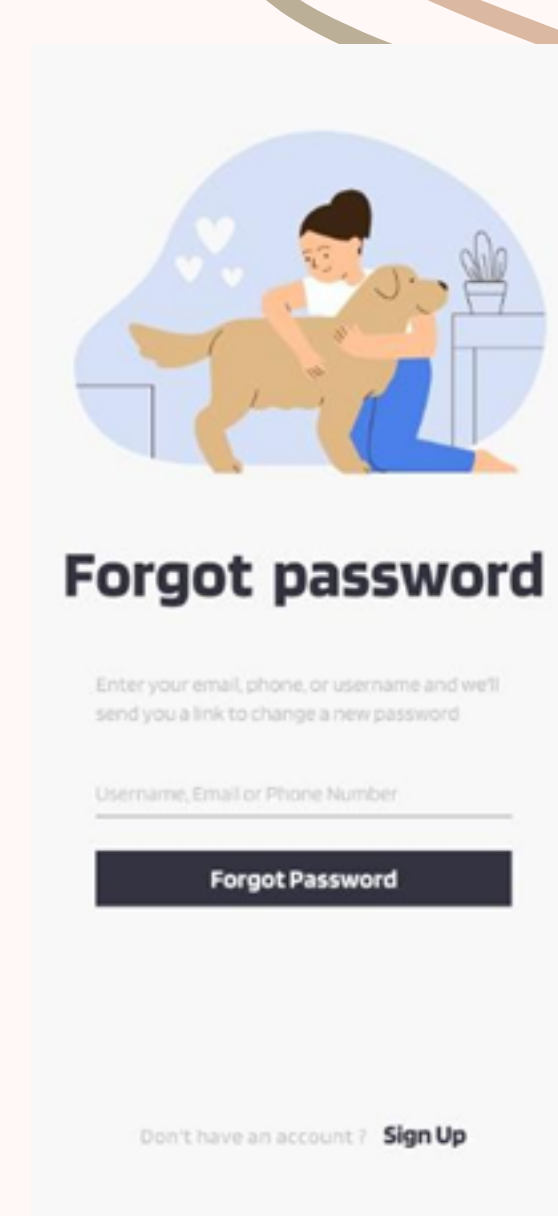 Forgot password
Enter your email, phone, or username and we'll
send you a link to change a new password
Username, Email or Phone Number
Forgot Password
Don't have an account ? Sign Up